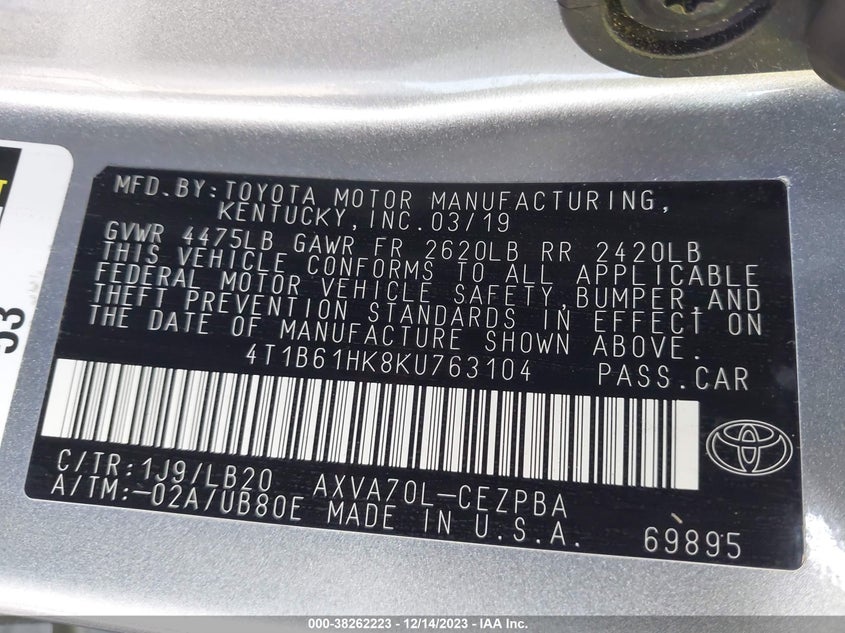 MFD. BY: TOYOTA MOTOR MANUFACTURING,
KENTUCKY, INC. 03/19
GVWR 4475LB GAWR FR 2620LB RR 2420LB
THIS VEHICLE CONFORMS TO ALL APPLICABLE
FEDERAL MOTOR VEHICLE SAFETY, BUMPER, AND
THEFT PREVENTION STANDARDS IN EFFECT ON
THE DATE OF MANUFACTURE SHOWN ABOVE.
4T1B61HK8KU763104 PASS. CAR
C/TR: 1J9/LB20 AXVA70L-CEZPBA
A/TM: -02A/UB80E MADE IN U.S.A.
69895
000-38262223 - 12/14/2023 - IAA Inc.